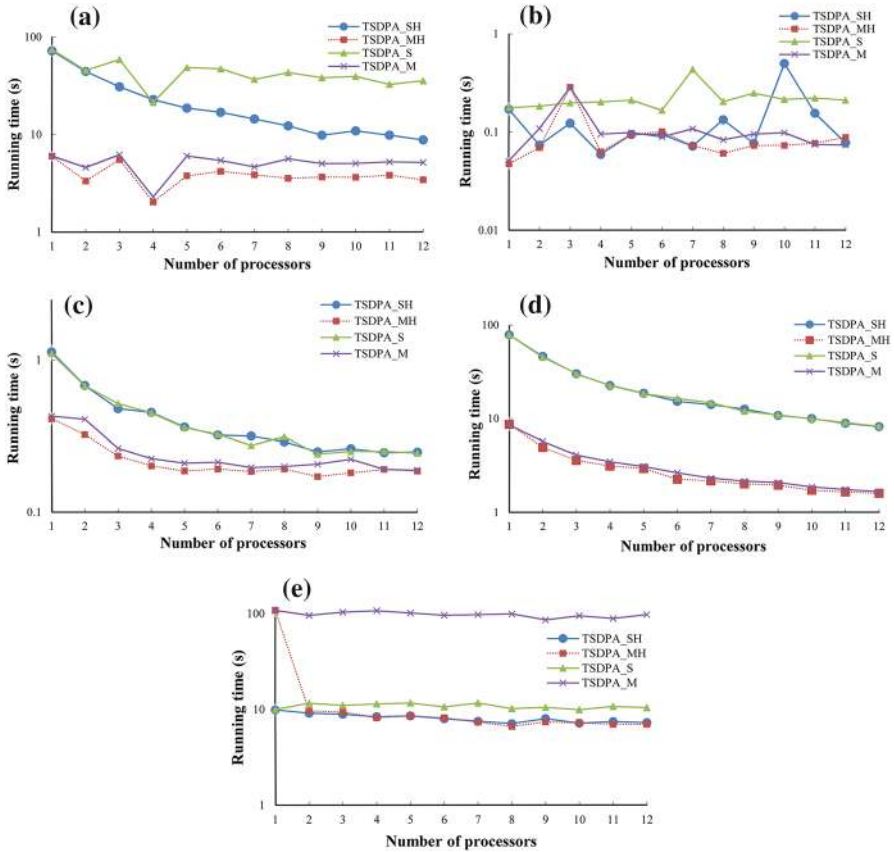 (a)
TSDPA_SH
TSDPA_MH
TSDPA_S
TSDPA_M
Running time (s)
100
10
1
1 2 3 4 5 6 7 8 9 10 11 12
Number of processors
(b)
TSDPA_SH
TSDPA_MH
TSDPA_S
TSDPA_M
Running time (s)
1
0.1
0.01
1 2 3 4 5 6 7 8 9 10 11 12
Number of processors
(c)
TSDPA_SH
TSDPA_MH
TSDPA_S
TSDPA_M
Running time (s)
1
0.1
1 2 3 4 5 6 7 8 9 10 11 12
Number of processors
(d)
TSDPA_SH
TSDPA_MH
TSDPA_S
TSDPA_M
Running time (s)
100
10
1
1 2 3 4 5 6 7 8 9 10 11 12
Number of processors
(e)
TSDPA_SH
TSDPA_MH
TSDPA_S
TSDPA_M
Running time (s)
100
10
1
1 2 3 4 5 6 7 8 9 10 11 12
Number of processors